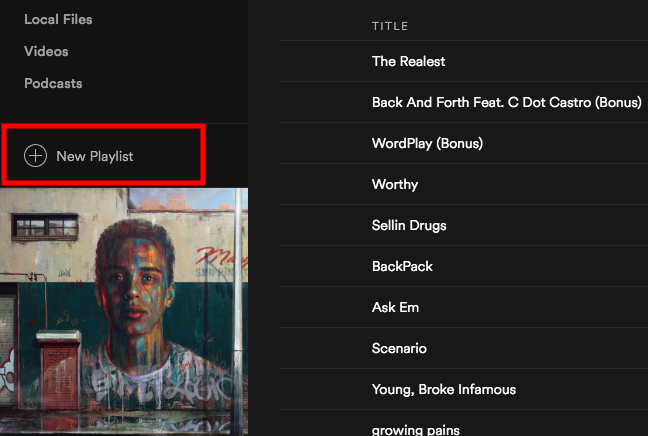 Local Files
Videos
Podcasts
New Playlist
TITLE
The Realest
Back And Forth Feat. C Dot Castro (Bonus)
WordPlay (Bonus)
Worthy
Sellin Drugs
BackPack
Ask Em
Scenario
Young, Broke Infamous
growing pains